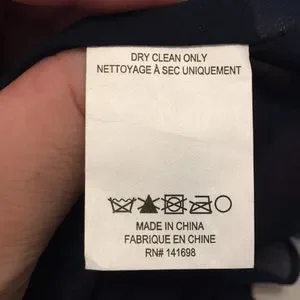 DRY CLEAN ONLY
NETTOYAGE À SEC UNIQUEMENT
MADE IN CHINA
FABRIQUE EN CHINE
RN# 141698